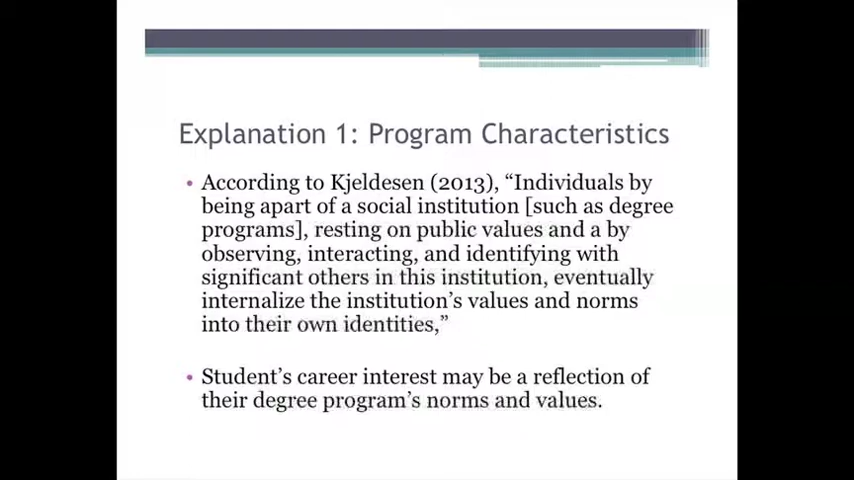 Explanation 1: Program Characteristics
• According to Kjeldesen (2013), “Individuals by
being apart of a social institution [such as degree
programs], resting on public values and a by
observing, interacting, and identifying with
significant others in this institution, eventually
internalize the institution’s values and norms
into their own identities,”
• Student’s career interest may be a reflection of
their degree program’s norms and values.